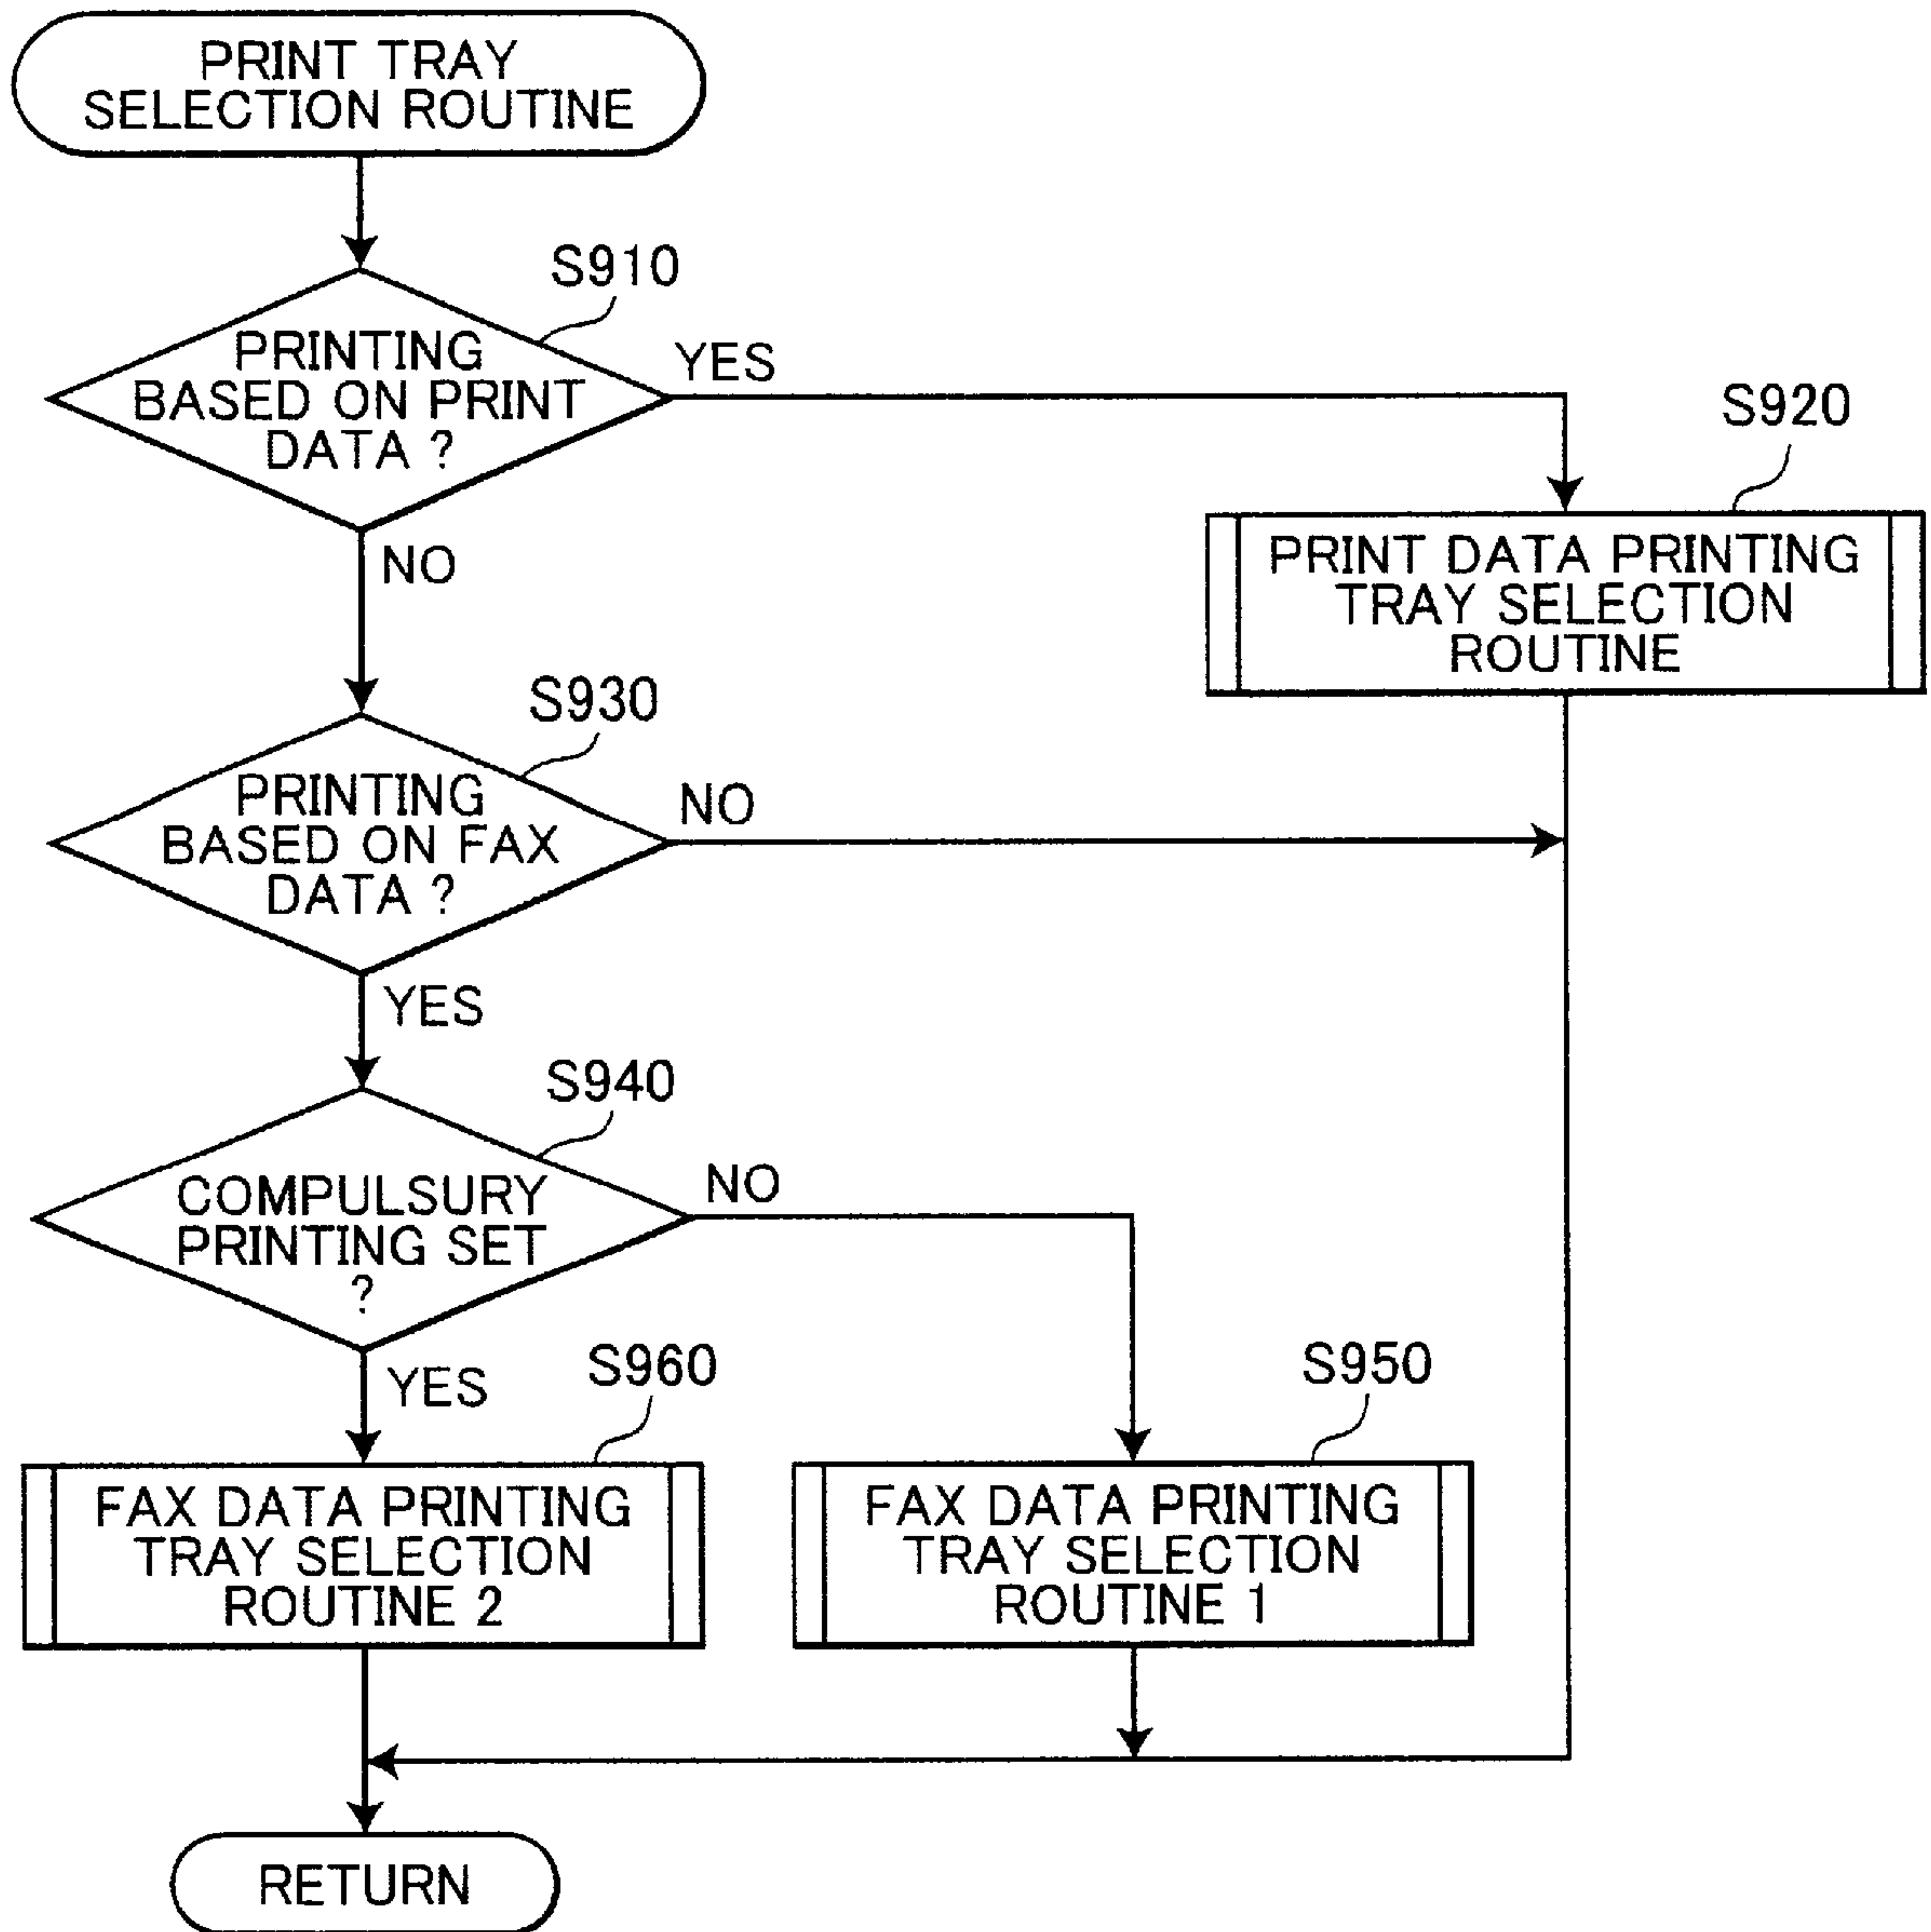 PRINT TRAY
SELECTION ROUTINE
S910
PRINTING
BASED ON PRINT
DATA ?
YES
NO
S920
PRINT DATA PRINTING
TRAY SELECTION
ROUTINE
S930
PRINTING
BASED ON FAX
DATA ?
NO
YES
S940
COMPULSURY
PRINTING SET
?
NO
YES
S960
FAX DATA PRINTING
TRAY SELECTION
ROUTINE 2
S950
FAX DATA PRINTING
TRAY SELECTION
ROUTINE 1
RETURN